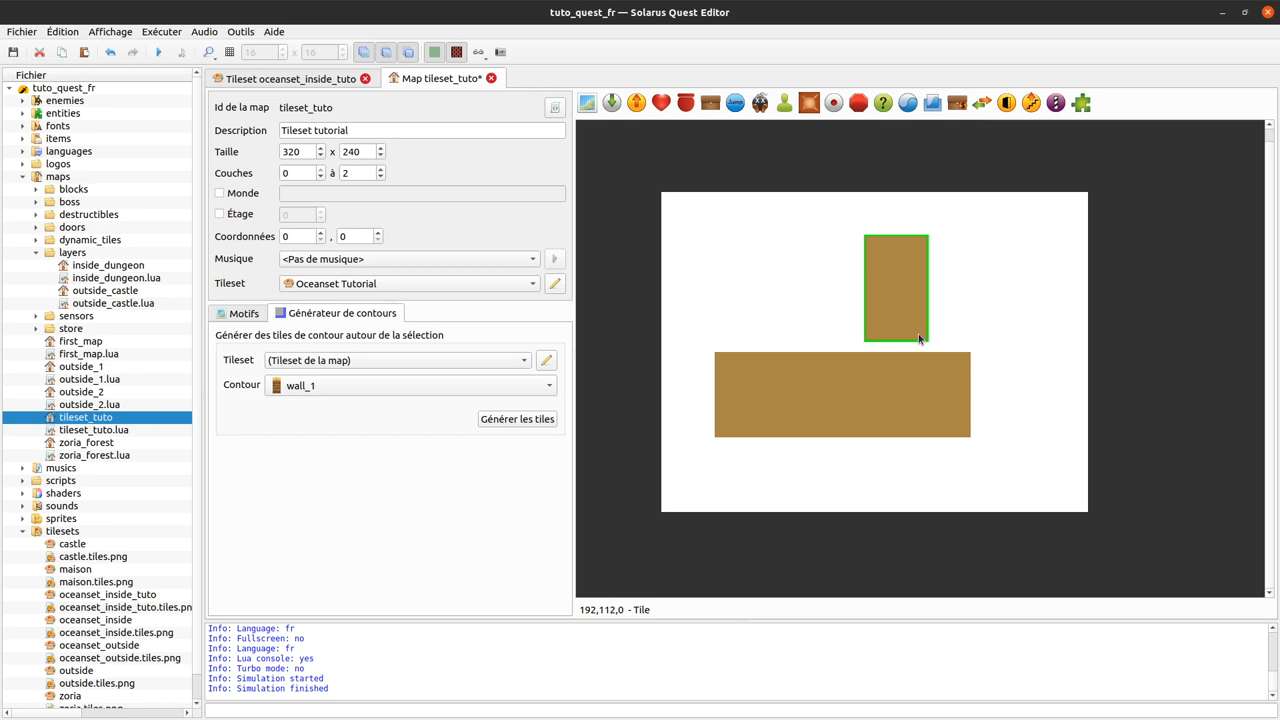 tuto_quest_fr — Solarus Quest Editor
Fichier Édition Affichage Exécuter Audio Outils Aide
16 x 16
Fichier
tuto_quest_fr
enemies
entities
fonts
items
languages
logos
maps
blocks
boss
destructibles
doors
dynamic_tiles
layers
inside_dungeon
inside_dungeon.lua
outside_castle
outside_castle.lua
sensors
store
first_map
first_map.lua
outside_1
outside_1.lua
outside_2
outside_2.lua
tileset_tuto
tileset_tuto.lua
zoria_forest
zoria_forest.lua
musics
scripts
shaders
sounds
sprites
tilesets
castle
castle.tiles.png
maison
maison.tiles.png
oceanset_inside_tuto
oceanset_inside_tuto.tiles.pn
oceanset_inside
oceanset_inside.tiles.png
oceanset_outside
oceanset_outside.tiles.png
outside
outside.tiles.png
zoria
zoria.tiles.png
Tileset oceanset_inside_tuto Map tileset_tuto*
Id de la map tileset_tuto
Description Tileset tutorial
Taille 320 x 240
Couches 0 à 2
Monde
Étage 0
Coordonnées 0 , 0
Musique <Pas de musique>
Tileset Oceanset Tutorial
Motifs Générateur de contours
Générer des tiles de contour autour de la sélection
Tileset (Tileset de la map)
Contour wall_1
Générer les tiles
Jump
192,112,0 - Tile
Info: Language: fr
Info: Fullscreen: no
Info: Language: fr
Info: Lua console: yes
Info: Turbo mode: no
Info: Simulation started
Info: Simulation finished